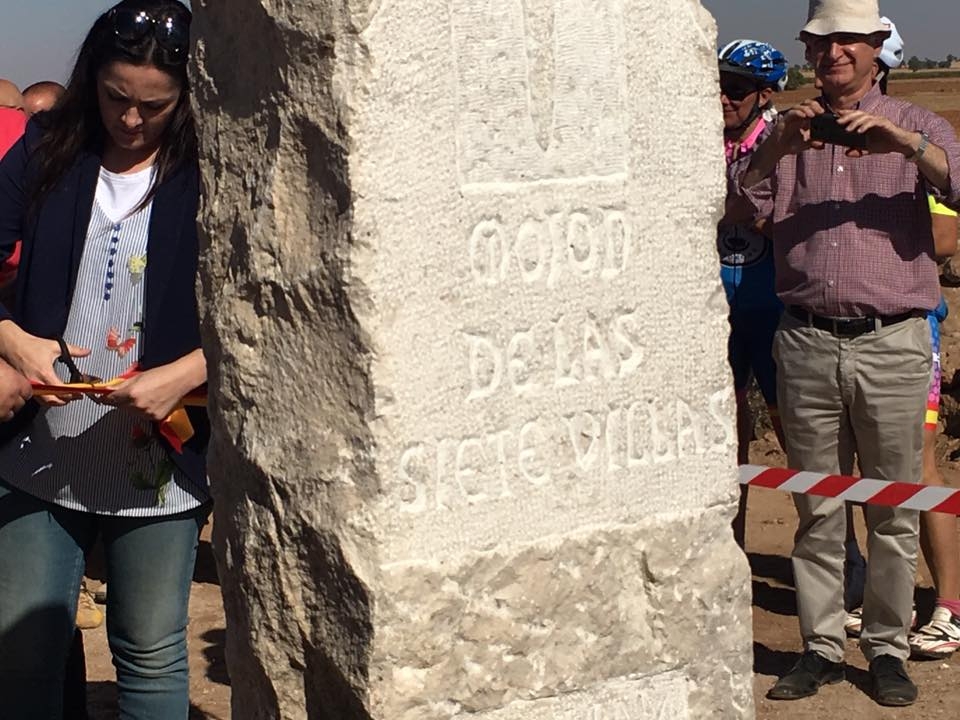 MOJON
DE LAS
SIETE VILLAS